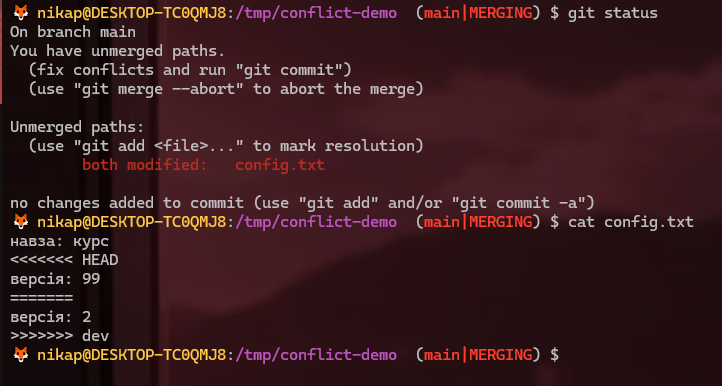 nikap@DESKTOP-TC0QMJ8:/tmp/conflict-demo (main|MERGING) $ git status
On branch main
You have unmerged paths.
  (fix conflicts and run "git commit")
  (use "git merge --abort" to abort the merge)

Unmerged paths:
  (use "git add <file>..." to mark resolution)
        both modified:   config.txt

no changes added to commit (use "git add" and/or "git commit -a")
nikap@DESKTOP-TC0QMJ8:/tmp/conflict-demo (main|MERGING) $ cat config.txt
навза: курс
<<<<<<< HEAD
версія: 99
=======
версія: 2
>>>>>>> dev
nikap@DESKTOP-TC0QMJ8:/tmp/conflict-demo (main|MERGING) $